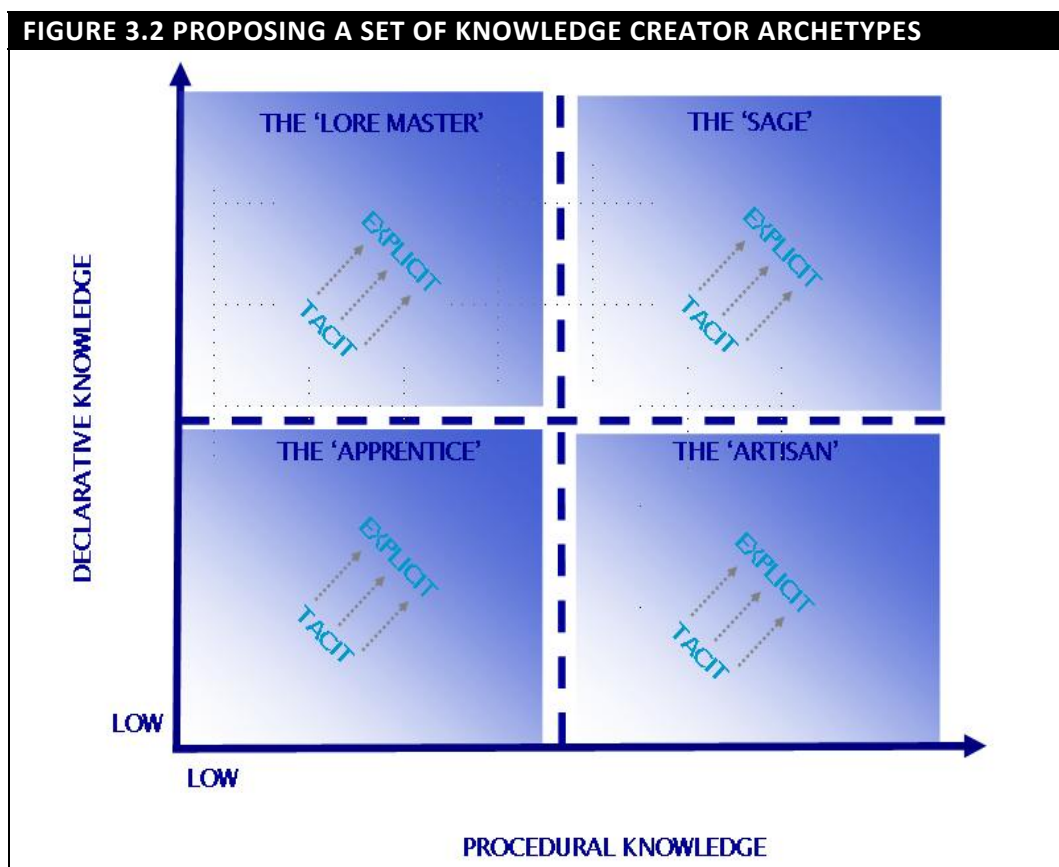 FIGURE 3.2 PROPOSING A SET OF KNOWLEDGE CREATOR ARCHETYPES
THE ‘LORE MASTER’
THE ‘SAGE’
EXPLICIT
TACIT
EXPLICIT
TACIT
DECLARATIVE KNOWLEDGE
THE ‘APPRENTICE’
THE ‘ARTISAN’
EXPLICIT
TACIT
EXPLICIT
TACIT
LOW
LOW
PROCEDURAL KNOWLEDGE